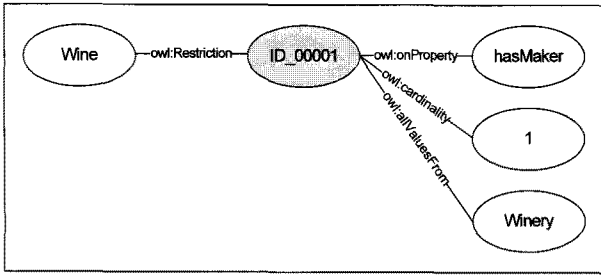 Wine
owl:Restriction
ID_00001
owl:onProperty
hasMaker
owl:cardinality
1
owl:allValuesFrom
Winery